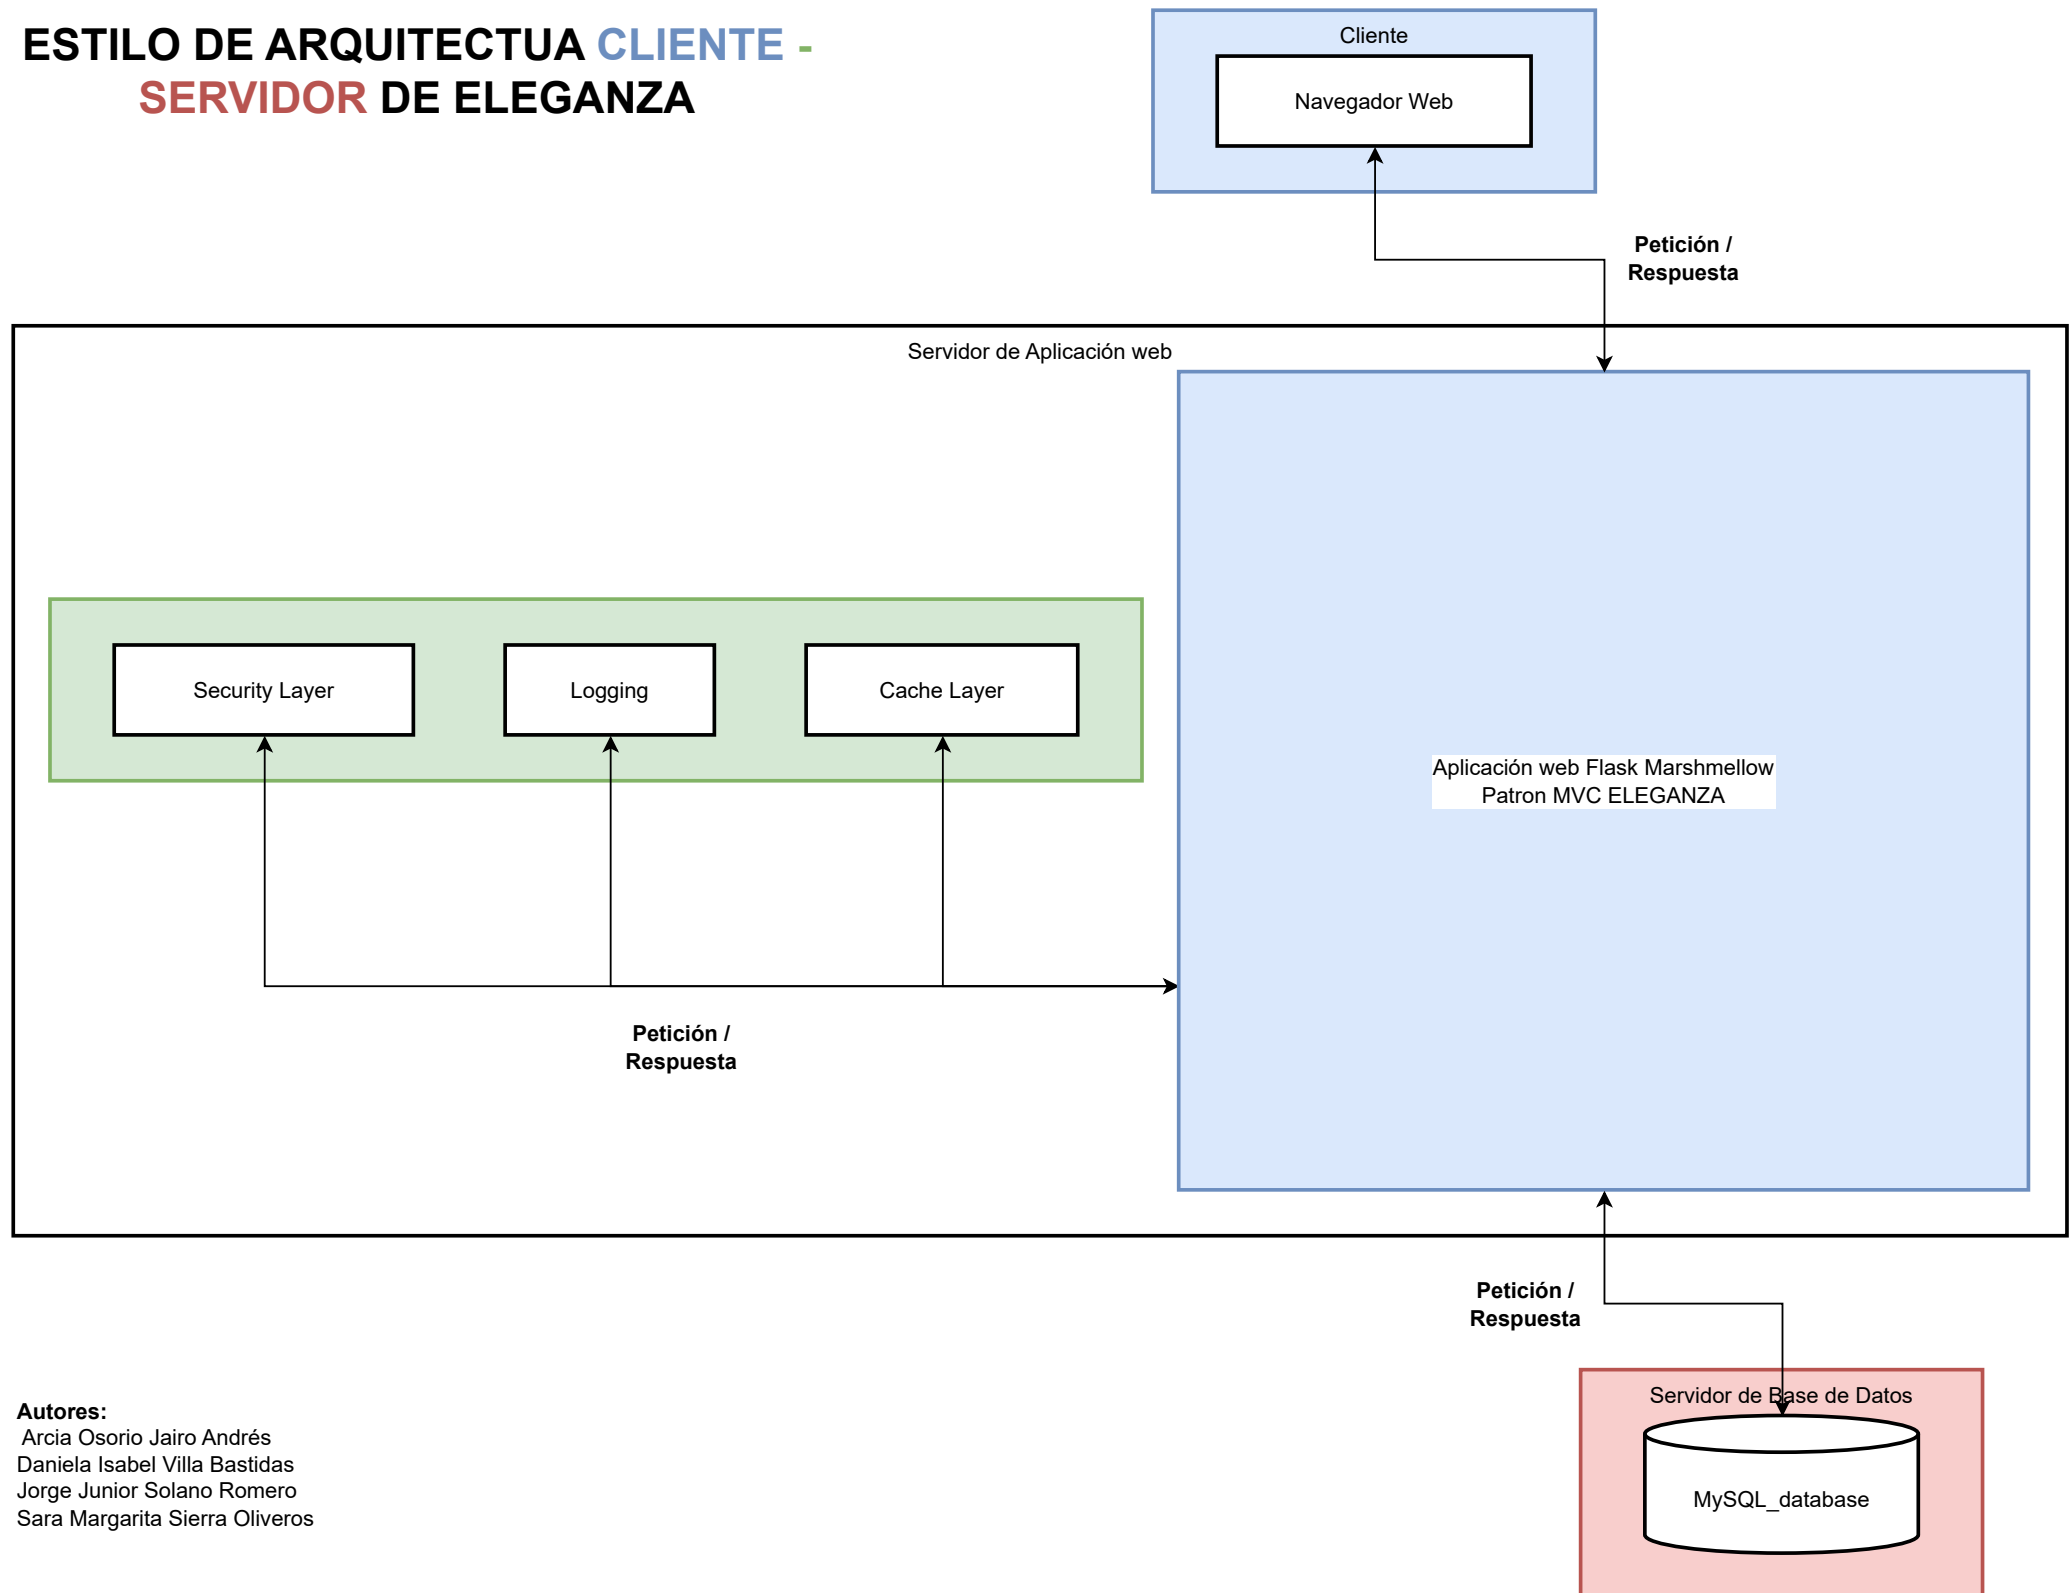 ESTILO DE ARQUITECTUA CLIENTE -
SERVIDOR DE ELEGANZA
Cliente
Navegador Web
Petición /
Respuesta
Servidor de Aplicación web
Security Layer
Logging
Cache Layer
Aplicación web Flask Marshmellow
Patron MVC ELEGANZA
Petición /
Respuesta
Petición /
Respuesta
Servidor de Base de Datos
MySQL_database
Autores:
Arcia Osorio Jairo Andrés
Daniela Isabel Villa Bastidas
Jorge Junior Solano Romero
Sara Margarita Sierra Oliveros